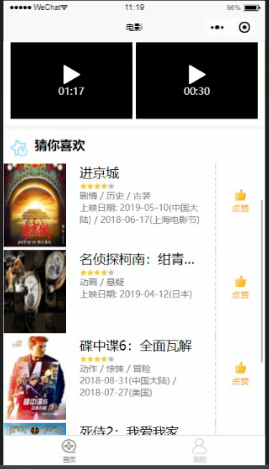 ●●●●● WeChat
11:19
96%
电影
01:17
00:30
猜你喜欢
进京城
剧情 / 历史 / 古装
上映日期: 2019-05-10(中国大
陆) / 2018-06-17(上海电影节)
点赞
名侦探柯南：绀青...
动画 / 悬疑
上映日期: 2019-04-12(日本)
点赞
碟中谍6：全面瓦解
动作 / 惊悚 / 冒险
2018-08-31(中国大陆) /
2018-07-27(美国)
点赞
死侍2：我爱我家
首页
我的